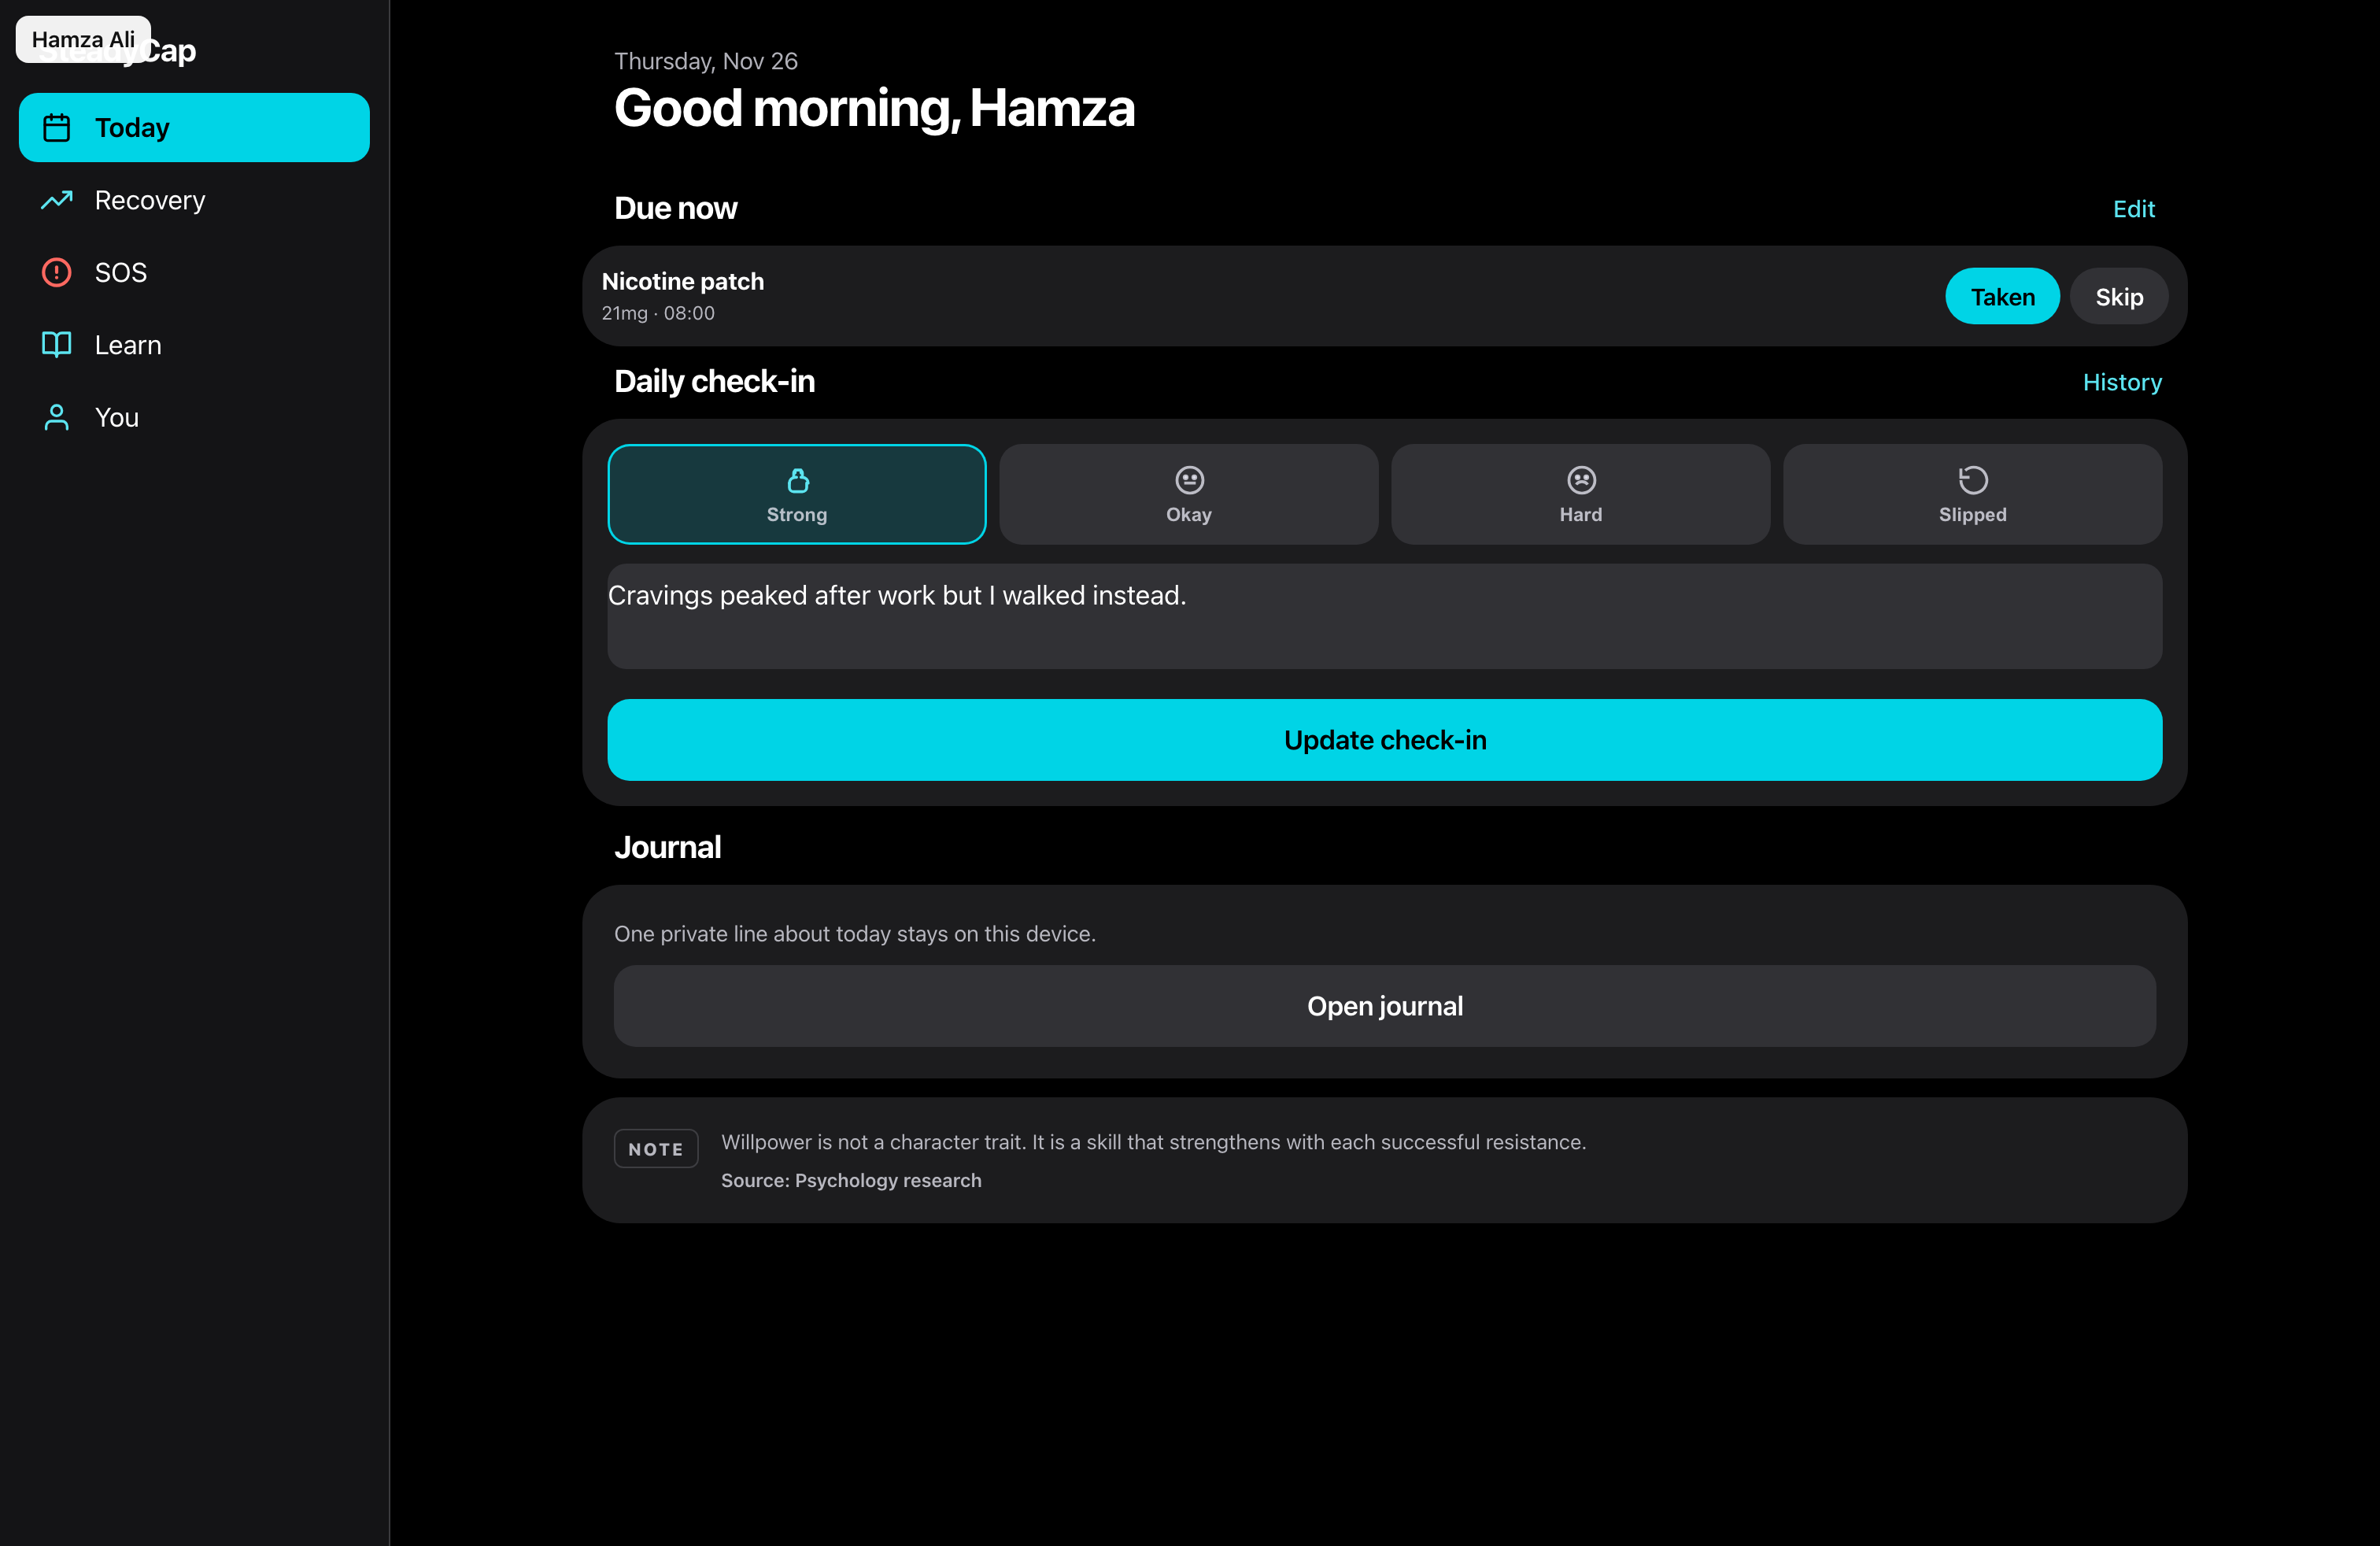 Hamza Ali
Cap
Today
Recovery
SOS
Learn
You
Thursday, Nov 26
Good morning, Hamza
Due now
Edit
Nicotine patch
21mg · 08:00
Taken
Skip
Daily check-in
History
Strong
Okay
Hard
Slipped
Cravings peaked after work but I walked instead.
Update check-in
Journal
One private line about today stays on this device.
Open journal
NOTE
Willpower is not a character trait. It is a skill that strengthens with each successful resistance.
Source: Psychology research